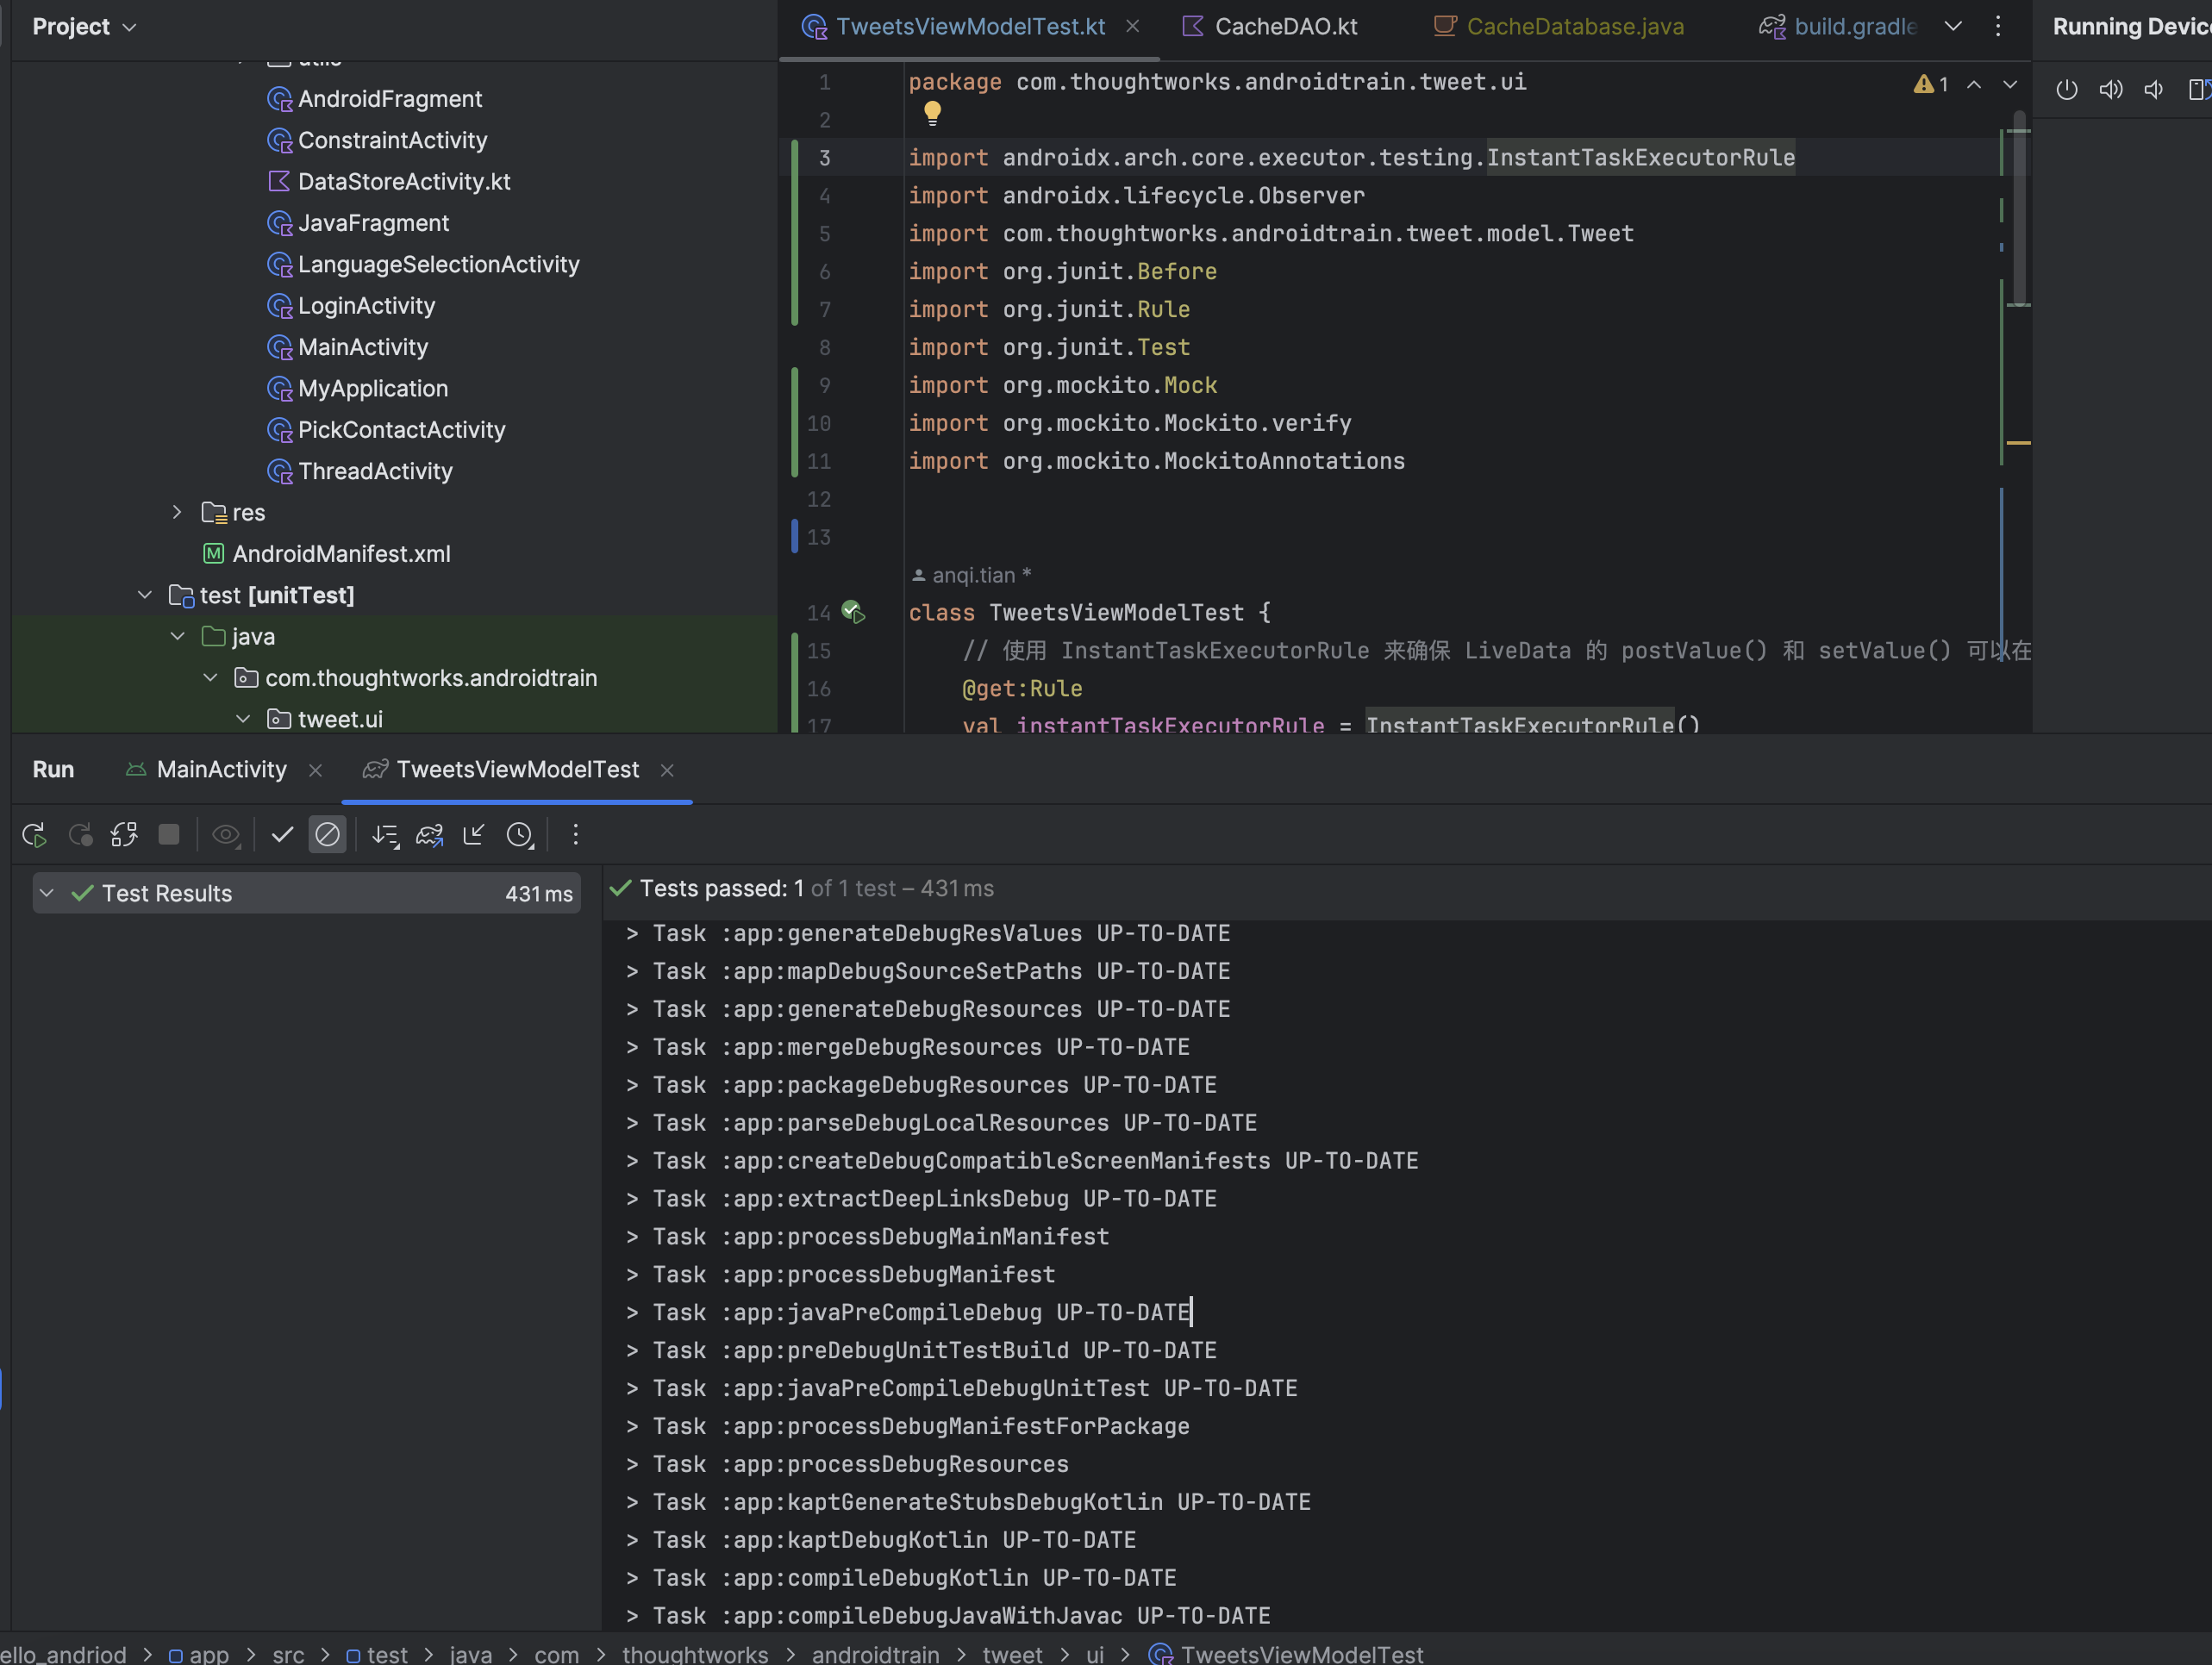 Project
TweetsViewModelTest.kt
CacheDAO.kt
CacheDatabase.java
build.gradle
Running Devic
utils
AndroidFragment
ConstraintActivity
DataStoreActivity.kt
JavaFragment
LanguageSelectionActivity
LoginActivity
MainActivity
MyApplication
PickContactActivity
ThreadActivity
res
AndroidManifest.xml
test [unitTest]
java
com.thoughtworks.androidtrain
tweet.ui
1 package com.thoughtworks.androidtrain.tweet.ui
1
2
3 import androidx.arch.core.executor.testing.InstantTaskExecutorRule
4 import androidx.lifecycle.Observer
5 import com.thoughtworks.androidtrain.tweet.model.Tweet
6 import org.junit.Before
7 import org.junit.Rule
8 import org.junit.Test
9 import org.mockito.Mock
10 import org.mockito.Mockito.verify
11 import org.mockito.MockitoAnnotations
12
13
anqi.tian *
14 class TweetsViewModelTest {
15 // 使用 InstantTaskExecutorRule 来确保 LiveData 的 postValue() 和 setValue() 可以在
16 @get:Rule
17 val instantTaskExecutorRule = InstantTaskExecutorRule()
Run
MainActivity
TweetsViewModelTest
Test Results 431 ms
Tests passed: 1 of 1 test – 431 ms
> Task :app:generateDebugResValues UP-TO-DATE
> Task :app:mapDebugSourceSetPaths UP-TO-DATE
> Task :app:generateDebugResources UP-TO-DATE
> Task :app:mergeDebugResources UP-TO-DATE
> Task :app:packageDebugResources UP-TO-DATE
> Task :app:parseDebugLocalResources UP-TO-DATE
> Task :app:createDebugCompatibleScreenManifests UP-TO-DATE
> Task :app:extractDeepLinksDebug UP-TO-DATE
> Task :app:processDebugMainManifest
> Task :app:processDebugManifest
> Task :app:javaPreCompileDebug UP-TO-DATE
> Task :app:preDebugUnitTestBuild UP-TO-DATE
> Task :app:javaPreCompileDebugUnitTest UP-TO-DATE
> Task :app:processDebugManifestForPackage
> Task :app:processDebugResources
> Task :app:kaptGenerateStubsDebugKotlin UP-TO-DATE
> Task :app:kaptDebugKotlin UP-TO-DATE
> Task :app:compileDebugKotlin UP-TO-DATE
> Task :app:compileDebugJavaWithJavac UP-TO-DATE
ello_andriod > app > src > test > java > com > thoughtworks > androidtrain > tweet > ui > TweetsViewModelTest